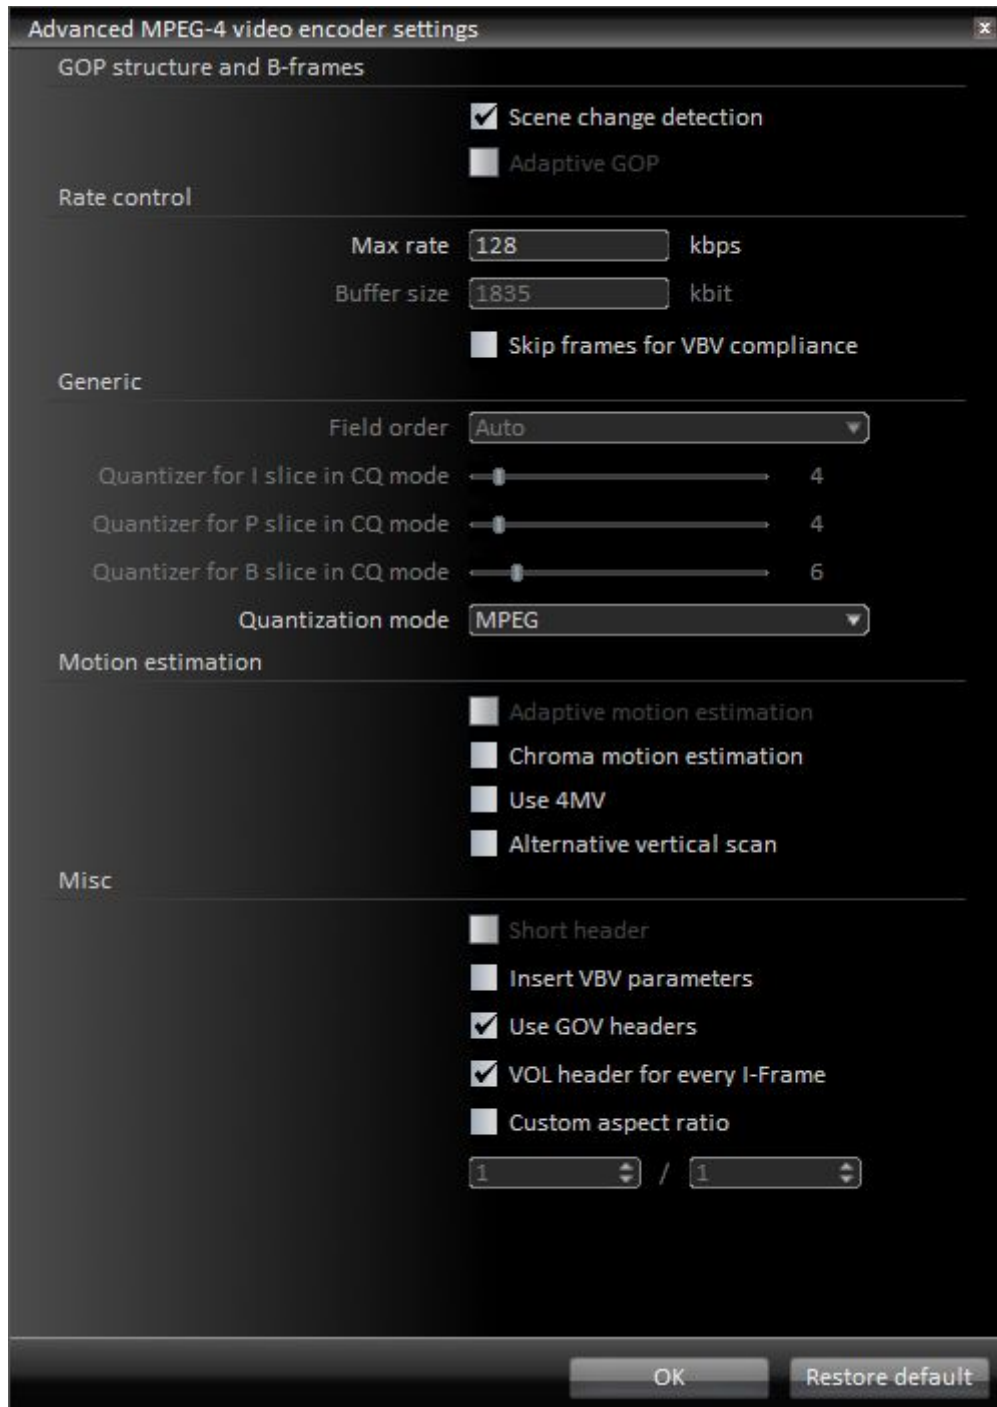 Advanced MPEG-4 video encoder settings
GOP structure and B-frames
Scene change detection
Adaptive GOP
Rate control
Max rate 128 kbps
Buffer size 1835 kbit
Skip frames for VBV compliance
Generic
Field order Auto
Quantizer for I slice in CQ mode 4
Quantizer for P slice in CQ mode 4
Quantizer for B slice in CQ mode 6
Quantization mode MPEG
Motion estimation
Adaptive motion estimation
Chroma motion estimation
Use 4MV
Alternative vertical scan
Misc
Short header
Insert VBV parameters
Use GOV headers
VOL header for every I-Frame
Custom aspect ratio
1 / 1
OK Restore default